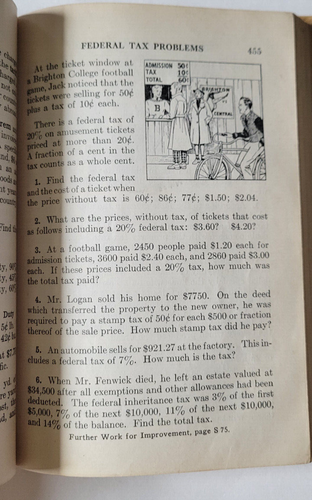 FEDERAL TAX PROBLEMS 455
At the ticket window at
a Brighton College football
game, Jack noticed that the
tickets were selling for 50¢
plus a tax of 10¢ each.
There is a federal tax of
20% on amusement tickets
priced at more than 20¢.
A fraction of a cent in the
tax counts as a whole cent.
ADMISSION 50¢
TAX 10¢
TOTAL 60¢
BRIGHTON
CENTRAL
B
1. Find the federal tax
and the cost of a ticket when
the price without tax is 60¢; 86¢; 77¢; $1.50; $2.04.
2. What are the prices, without tax, of tickets that cost
as follows including a 20% federal tax: $3.60? $4.20?
3. At a football game, 2450 people paid $1.20 each for
admission tickets, 3600 paid $2.40 each, and 2860 paid $3.00
each. If these prices included a 20% tax, how much was
the total tax paid?
4. Mr. Logan sold his home for $7750. On the deed
which transferred the property to the new owner, he was
required to pay a stamp tax of 50¢ for each $500 or fraction
thereof of the sale price. How much stamp tax did he pay?
5. An automobile sells for $921.27 at the factory. This in-
cludes a federal tax of 7%. How much is the tax?
6. When Mr. Fenwick died, he left an estate valued at
$34,500 after all exemptions and other allowances had been
deducted. The federal inheritance tax was 3% of the first
$5,000, 7% of the next $10,000, 11% of the next $10,000,
and 14% of the balance. Find the total tax.
Further Work for Improvement, page S 75.